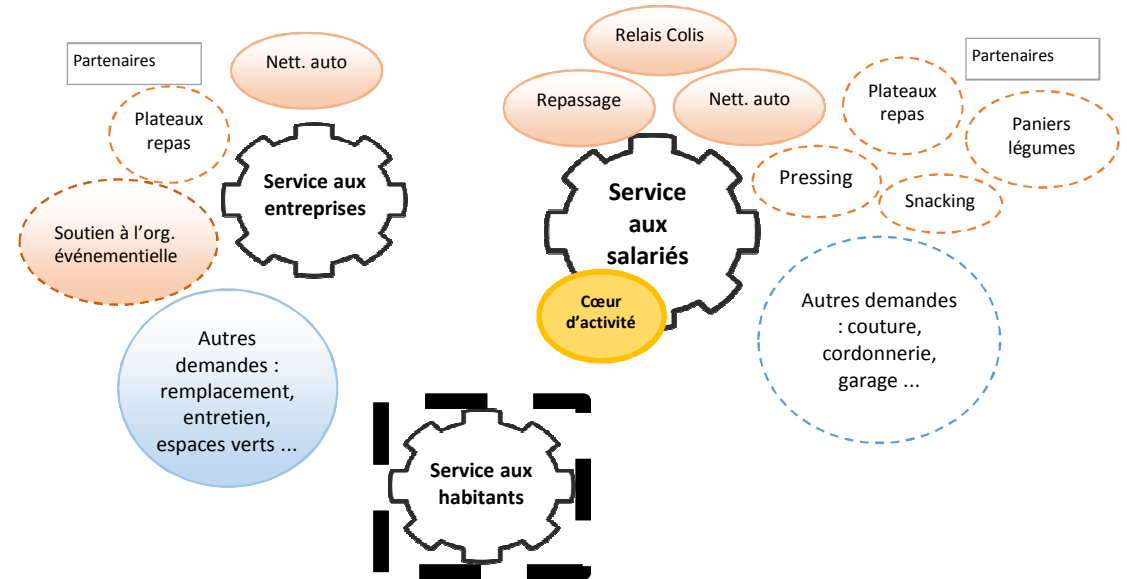 Partenaires
Nett. auto
Plateaux
repas
Service aux
entreprises
Soutien à l’org.
événementielle
Autres
demandes :
remplacement,
entretien,
espaces verts ...
Relais Colis
Repassage
Nett. auto
Partenaires
Plateaux
repas
Paniers
légumes
Pressing
Snacking
Service
aux
salariés
Cœur
d’activité
Autres demandes
: couture,
cordonnerie,
garage ...
Service aux
habitants